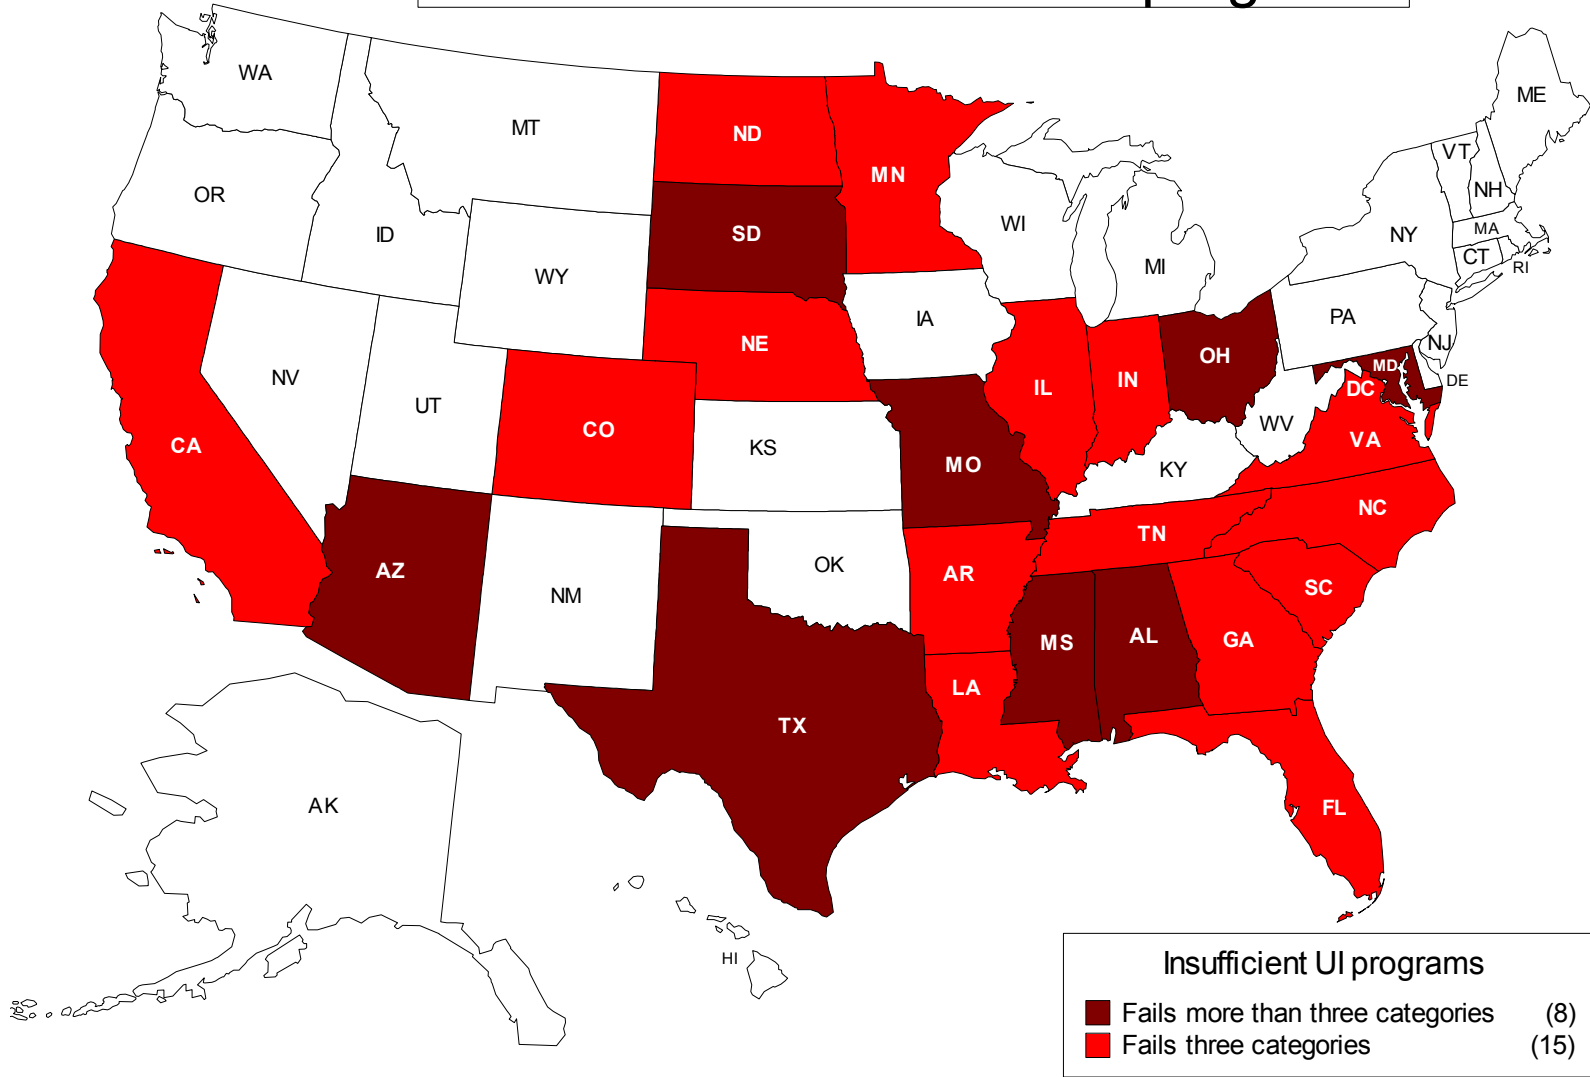 WA
MT
ND
MN
ME
VT
NH
OR
ID
SD
WI
NY
MA
CT
RI
WY
MI
IA
PA
NE
NJ
OH
MD
DE
NV
UT
CO
IL
IN
DC
WV
VA
CA
KS
MO
KY
NC
TN
AZ
NM
OK
AR
SC
MS
AL
GA
LA
TX
FL
AK
HI
Insufficient UI programs
Fails more than three categories (8)
Fails three categories (15)